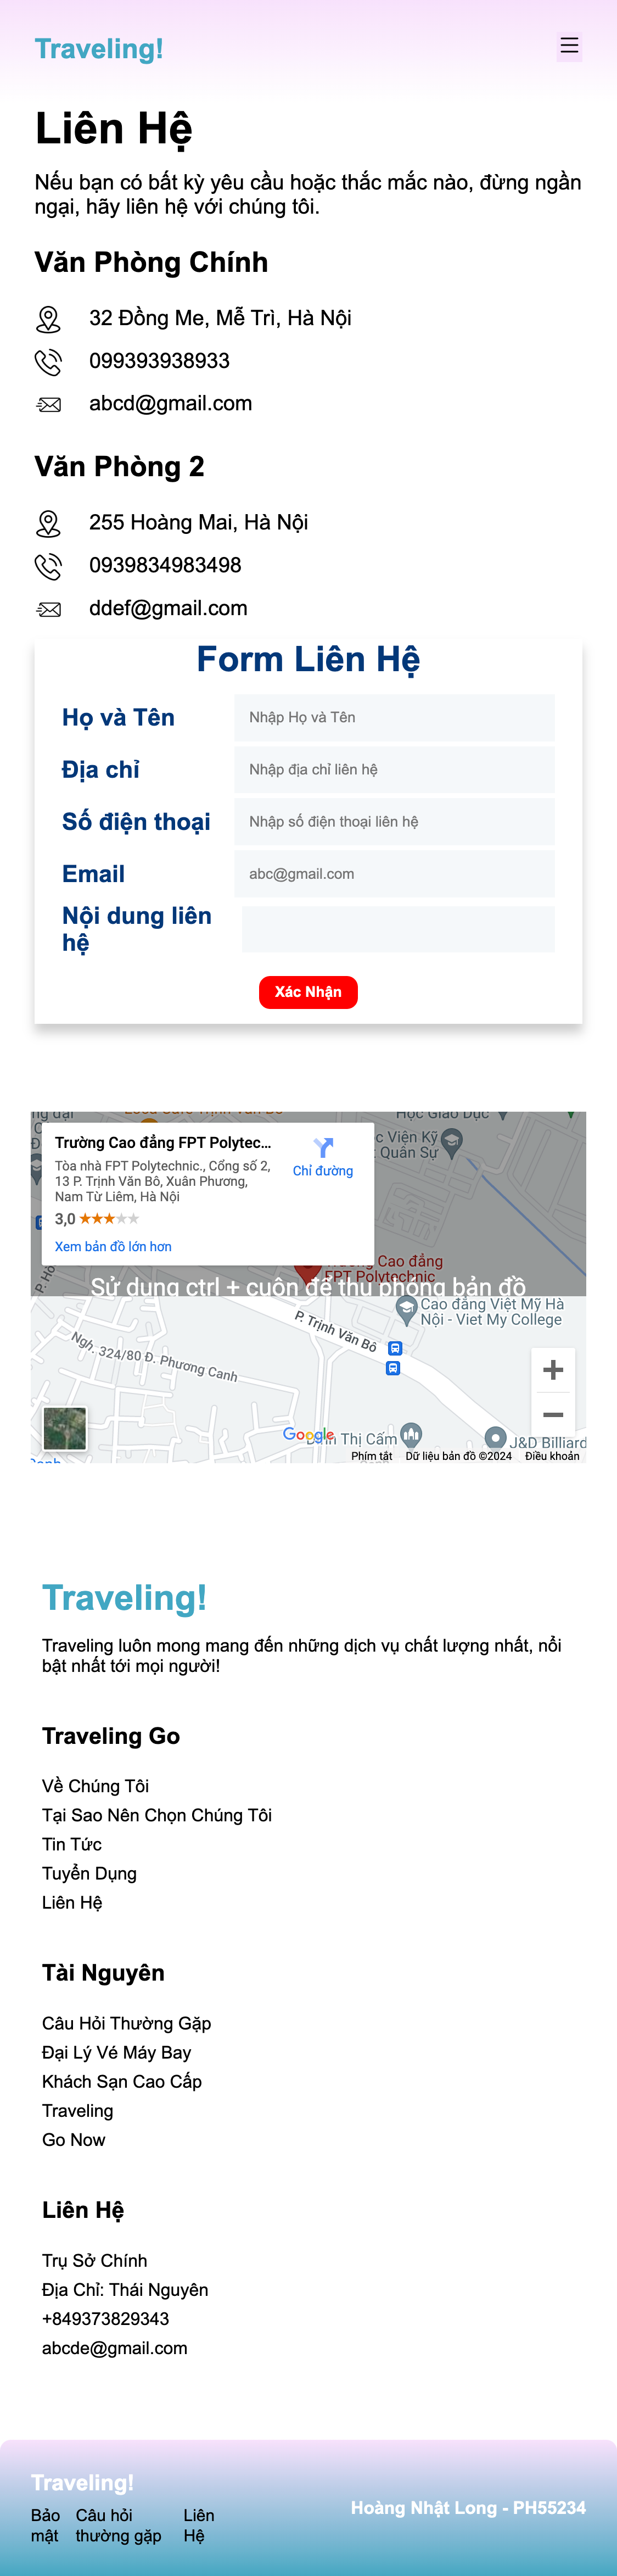 Traveling!
Liên Hệ
Nếu bạn có bất kỳ yêu cầu hoặc thắc mắc nào, đừng ngần
ngại, hãy liên hệ với chúng tôi.
Văn Phòng Chính
32 Đồng Me, Mễ Trì, Hà Nội
099393938933
abcd@gmail.com
Văn Phòng 2
255 Hoàng Mai, Hà Nội
0939834983498
ddef@gmail.com
Form Liên Hệ
Họ và Tên
Nhập Họ và Tên
Địa chỉ
Nhập địa chỉ liên hệ
Số điện thoại
Nhập số điện thoại liên hệ
Email
abc@gmail.com
Nội dung liên
hệ
Xác Nhận
Học Giáo Dục
Trường Cao đẳng FPT Polytec...
Tòa nhà FPT Polytechnic., Cổng số 2,
13 P. Trịnh Văn Bô, Xuân Phương,
Nam Từ Liêm, Hà Nội
3,0
Xem bản đồ lớn hơn
Chỉ đường
Viện Kỹ
Quân Sự
Cao đẳng
FPT Polytechnic
Sử dụng ctrl + cuộn để thu phóng bản đồ
Cao đẳng Việt Mỹ Hà
Nội - Viet My College
P. Trịnh Văn Bô
Ngh. 324/80 Đ. Phương Canh
Google
Thị Cấm
J&D Billiard
Phím tắt
Dữ liệu bản đồ ©2024
Điều khoản
Traveling!
Traveling luôn mong mang đến những dịch vụ chất lượng nhất, nổi
bật nhất tới mọi người!
Traveling Go
Về Chúng Tôi
Tại Sao Nên Chọn Chúng Tôi
Tin Tức
Tuyển Dụng
Liên Hệ
Tài Nguyên
Câu Hỏi Thường Gặp
Đại Lý Vé Máy Bay
Khách Sạn Cao Cấp
Traveling
Go Now
Liên Hệ
Trụ Sở Chính
Địa Chỉ: Thái Nguyên
+849373829343
abcde@gmail.com
Traveling!
Bảo
mật
Câu hỏi
thường gặp
Liên
Hệ
Hoàng Nhật Long - PH55234